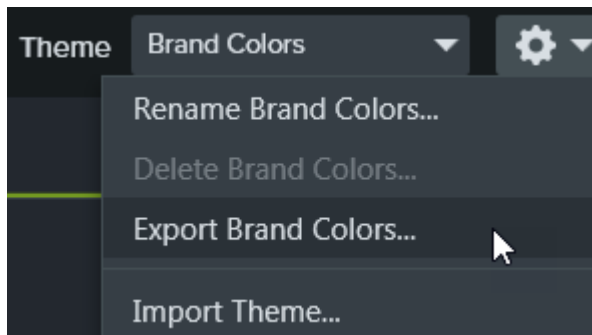 Theme Brand Colors
Rename Brand Colors...
Delete Brand Colors...
Export Brand Colors...
Import Theme...